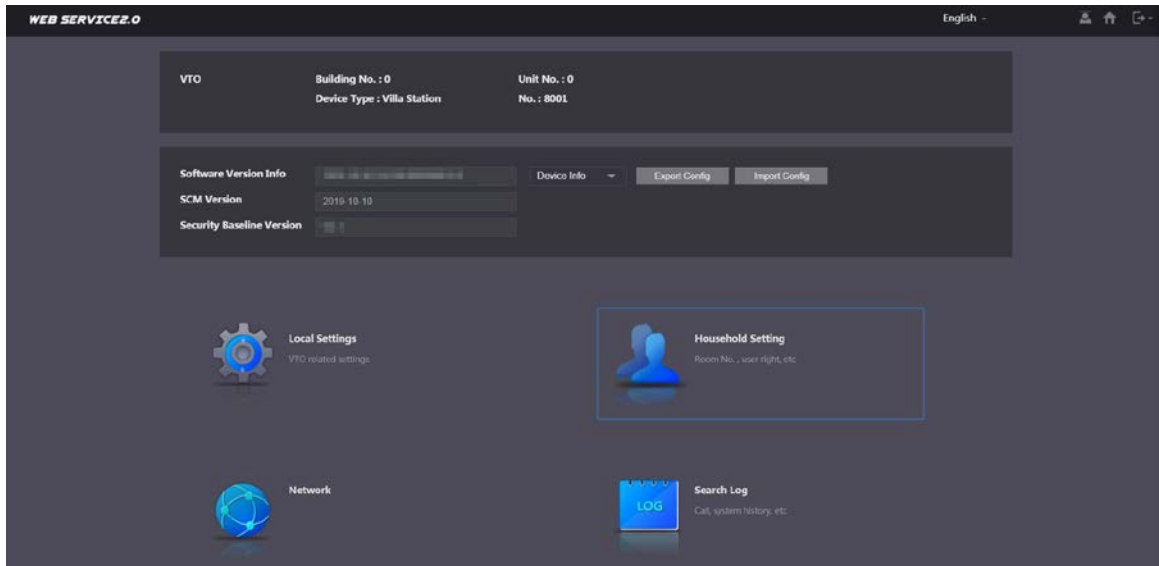 WEB SERVICE2.0 English
VTO Building No. : 0 Unit No. : 0
Device Type : Villa Station No. : 8001
Software Version Info Device Info Export Config Import Config
SCM Version 2019-10-10
Security Baseline Version
Local Settings
VTO related settings
Household Setting
Room No. , user right, etc
Network
Search Log
LOG
Call, system history, etc